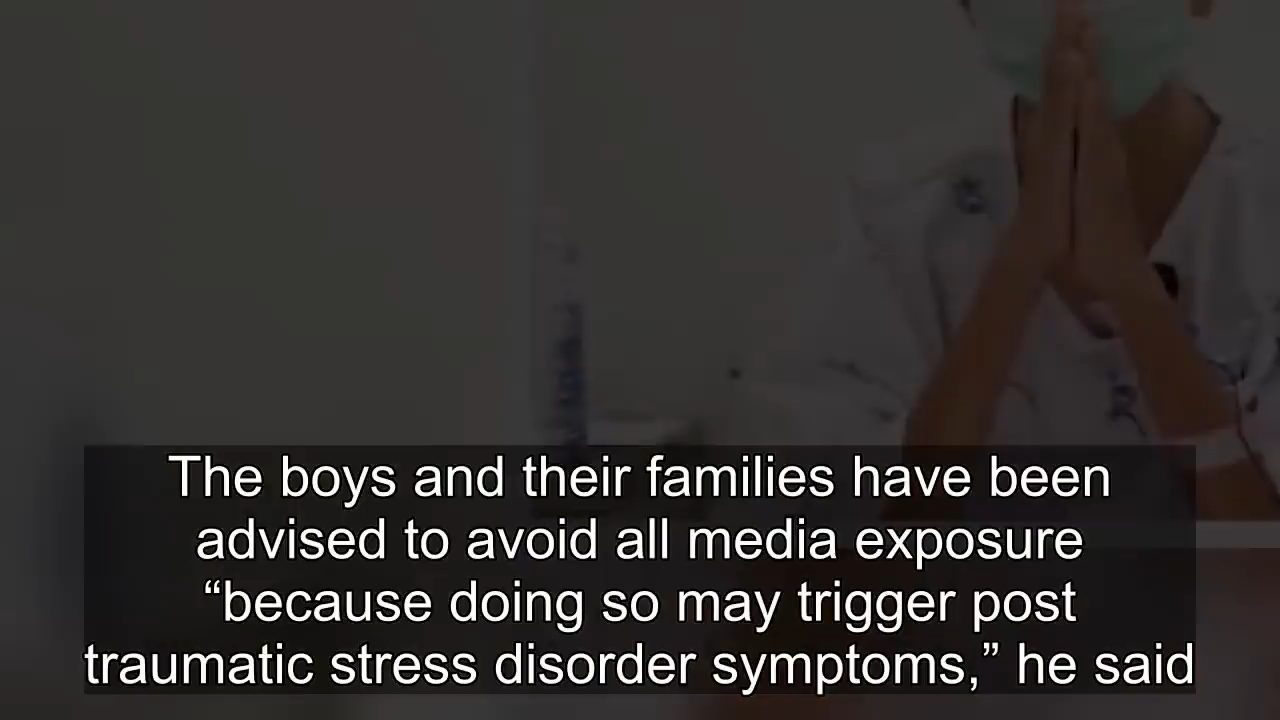 The boys and their families have been
advised to avoid all media exposure
“because doing so may trigger post
traumatic stress disorder symptoms,” he said